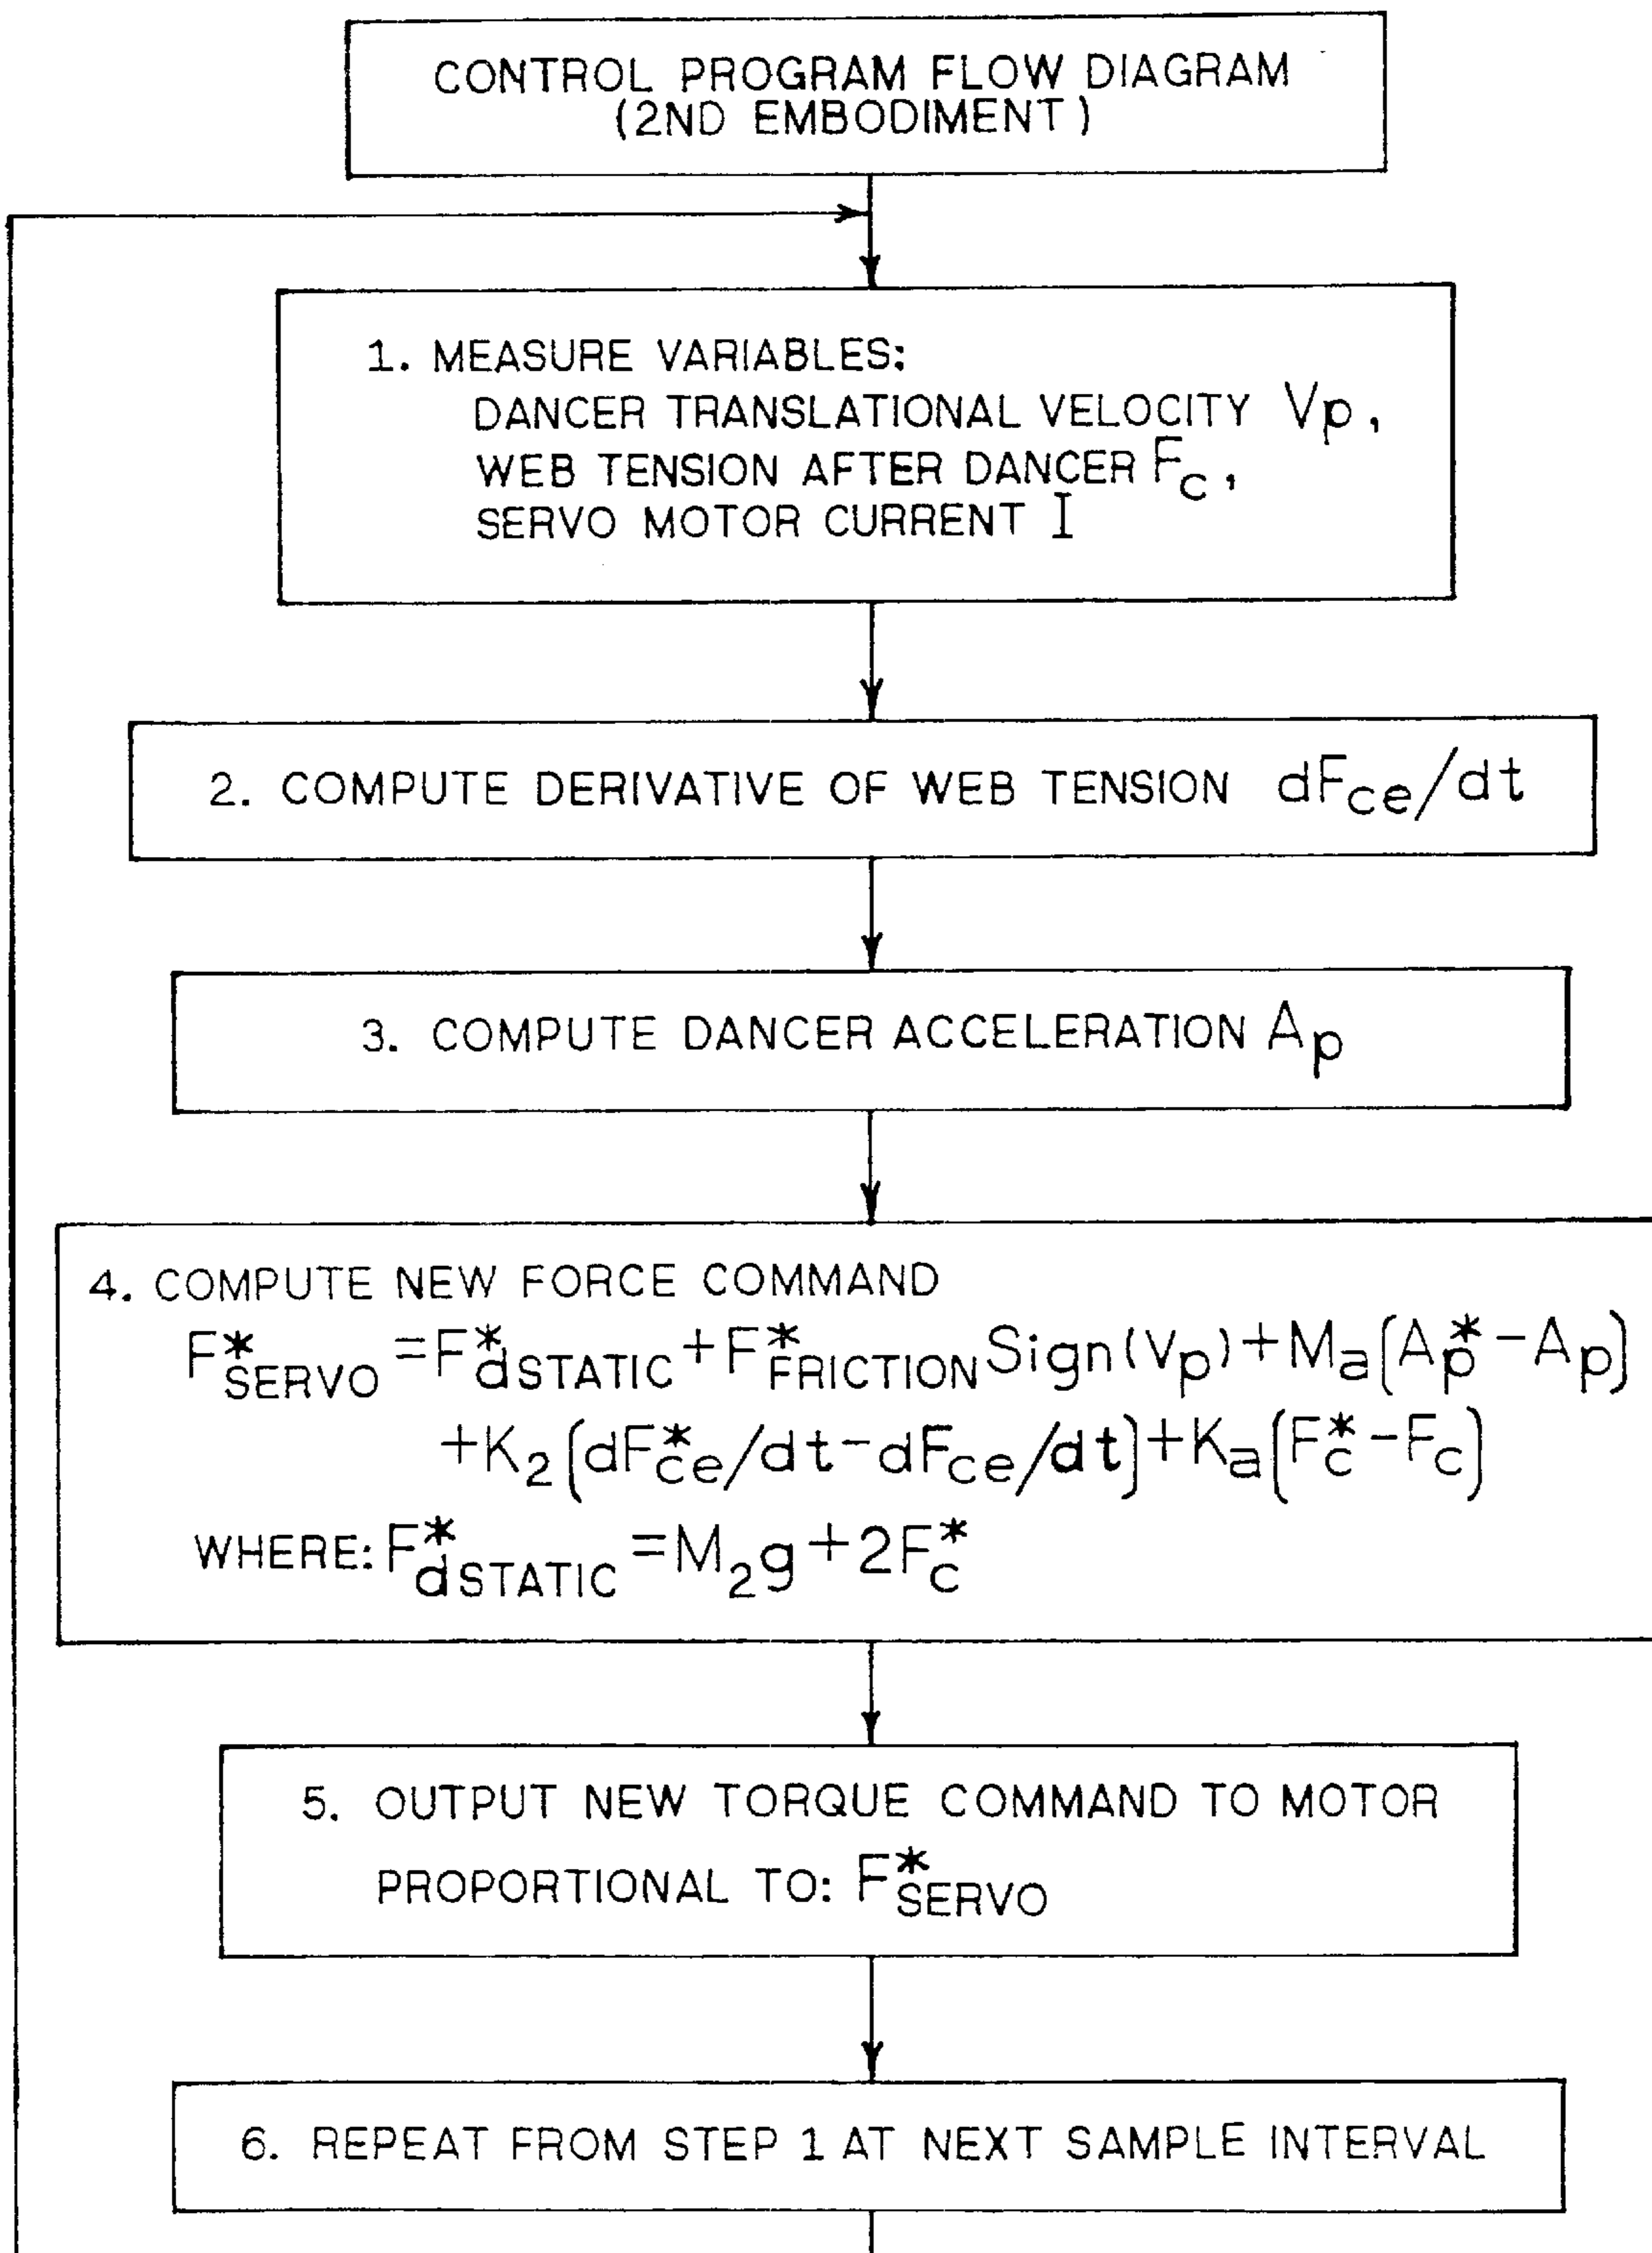 CONTROL PROGRAM FLOW DIAGRAM
(2ND EMBODIMENT)
1. MEASURE VARIABLES:
DANCER TRANSLATIONAL VELOCITY Vp,
WEB TENSION AFTER DANCER Fc,
SERVO MOTOR CURRENT I
2. COMPUTE DERIVATIVE OF WEB TENSION dFce/dt
3. COMPUTE DANCER ACCELERATION Ap
4. COMPUTE NEW FORCE COMMAND
F*SERVO = F*dSTATIC + F*FRICTION Sign(Vp) + Ma[A*p - Ap]
+K2[dF*ce/dt - dFce/dt] + Ka[F*c - Fc]
WHERE: F*dSTATIC = M2g + 2F*c
5. OUTPUT NEW TORQUE COMMAND TO MOTOR
PROPORTIONAL TO: F*SERVO
6. REPEAT FROM STEP 1 AT NEXT SAMPLE INTERVAL